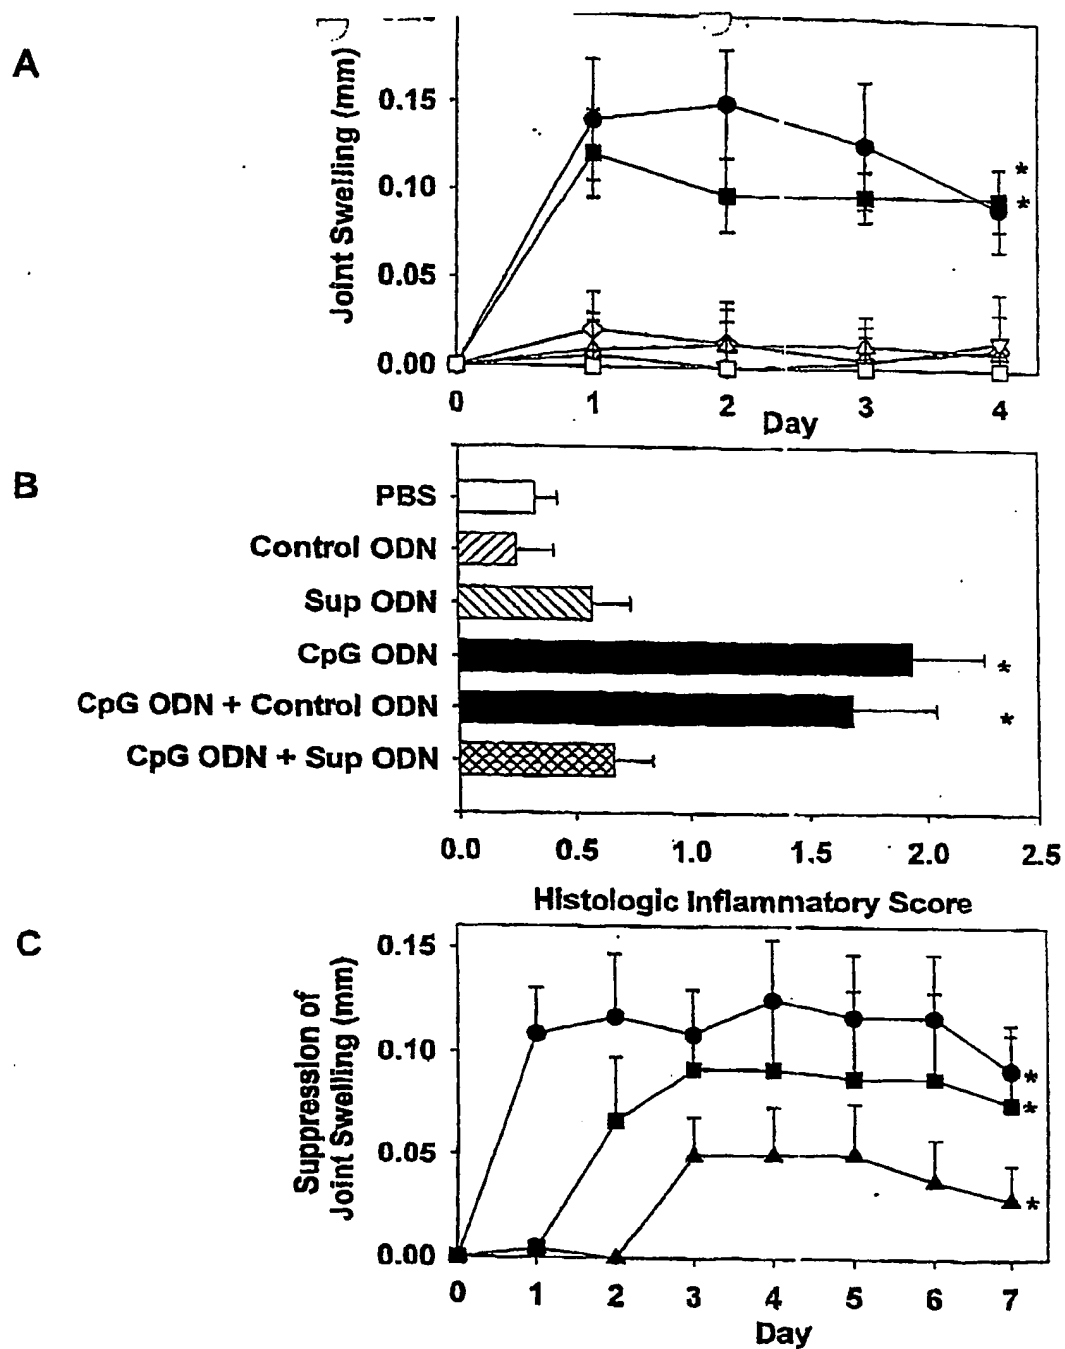 A
Joint Swelling (mm)
0.15
0.10
0.05
0.00
*
*
0 1 2 3 4
Day
B
PBS
Control ODN
Sup ODN
CpG ODN
*
CpG ODN + Control ODN
*
CpG ODN + Sup ODN
0.0 0.5 1.0 1.5 2.0 2.5
Histologic Inflammatory Score
C
Suppression of
Joint Swelling (mm)
0.15
0.10
0.05
0.00
*
*
*
0 1 2 3 4 5 6 7
Day